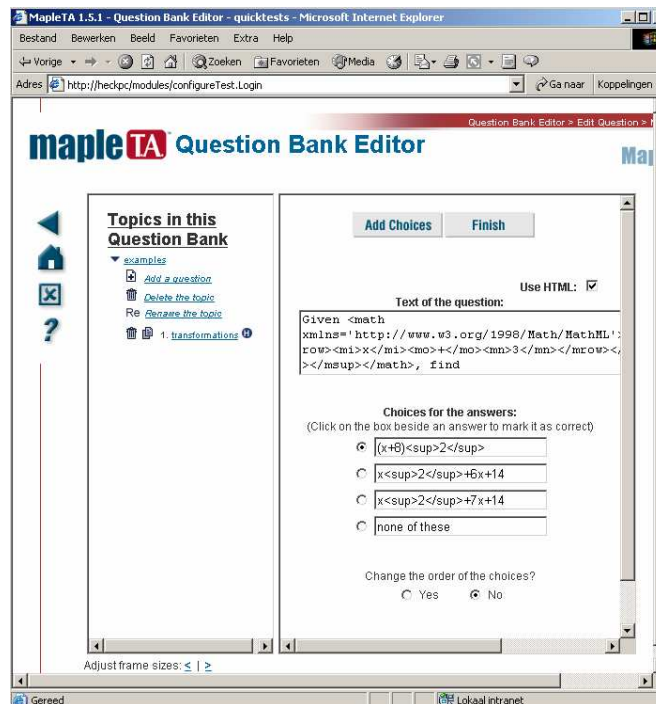 MapleTA 1.5.1 - Question Bank Editor - quicktests - Microsoft Internet Explorer
Bestand Bewerken Beeld Favorieten Extra Help
Vorige Zoeken Favorieten Media
Adres http://heckpc/modules/configureTest.Login Ga naar Koppelingen
Question Bank Editor > Edit Question >
maple TA Question Bank Editor
Topics in this
Question Bank
examples
Add a question
Delete the topic
Re Rename the topic
1. transformations
Add Choices Finish
Use HTML:
Text of the question:
Given <math
xmlns='http://www.w3.org/1998/Math/MathML'>
row><mi>x</mi><mo>+</mo><mn>3</mn></mrow></
></msup></math>, find
Choices for the answers:
(Click on the box beside an answer to mark it as correct)
(x+8)<sup>2</sup>
x<sup>2</sup>+6x+14
x<sup>2</sup>+7x+14
none of these
Change the order of the choices?
Yes No
Adjust frame sizes: < | >
Gereed Lokaal intranet